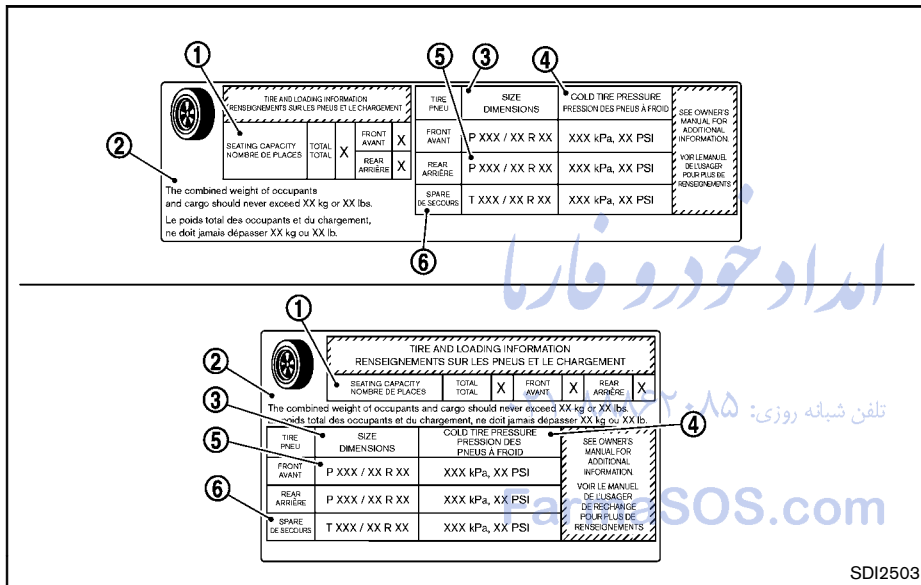 ① ③ ④
⑤
TIRE AND LOADING INFORMATION
RENSEIGNEMENTS SUR LES PNEUS ET LE CHARGEMENT
SEATING CAPACITY
NOMBRE DE PLACES
TOTAL
TOTAL
X
FRONT
AVANT
X
REAR
ARRIÈRE
X
②
The combined weight of occupants
and cargo should never exceed XX kg or XX lbs.
Le poids total des occupants et du chargement,
ne doit jamais dépasser XX kg ou XX lb.
TIRE
PNEU
SIZE
DIMENSIONS
COLD TIRE PRESSURE
PRESSION DES PNEUS À FROID
FRONT
AVANT
P XXX / XX R XX
XXX kPa, XX PSI
REAR
ARRIÈRE
P XXX / XX R XX
XXX kPa, XX PSI
SPARE
DE SECOURS
T XXX / XX R XX
XXX kPa, XX PSI
SEE OWNER'S
MANUAL FOR
ADDITIONAL
INFORMATION.
VOIR LE MANUEL
DE L'USAGER
POUR PLUS DE
RENSEIGNEMENTS
⑥
امداد خودرو فارما
①
TIRE AND LOADING INFORMATION
RENSEIGNEMENTS SUR LES PNEUS ET LE CHARGEMENT
②
SEATING CAPACITY
NOMBRE DE PLACES
TOTAL
TOTAL
X
FRONT
AVANT
X
REAR
ARRIÈRE
X
The combined weight of occupants and cargo should never exceed XX kg or XX lbs.
poids total des occupants et du chargement, ne doit jamais dépasser XX kg ou XX lb.
تلفن شبانه روزی:
③ ④
TIRE
PNEU
SIZE
DIMENSIONS
COLD TIRE PRESSURE
PRESSION DES
PNEUS À FROID
⑤
FRONT
AVANT
P XXX / XX R XX
XXX kPa, XX PSI
REAR
ARRIÈRE
P XXX / XX R XX
XXX kPa, XX PSI
⑥
SPARE
DE SECOURS
T XXX / XX R XX
XXX kPa, XX PSI
SEE OWNER'S
MANUAL FOR
ADDITIONAL
INFORMATION.
VOIR LE MANUEL
DE L'USAGER
DE RECHANGE
POUR PLUS DE
RENSEIGNEMENTS
FarmaSOS.com
SDI2503